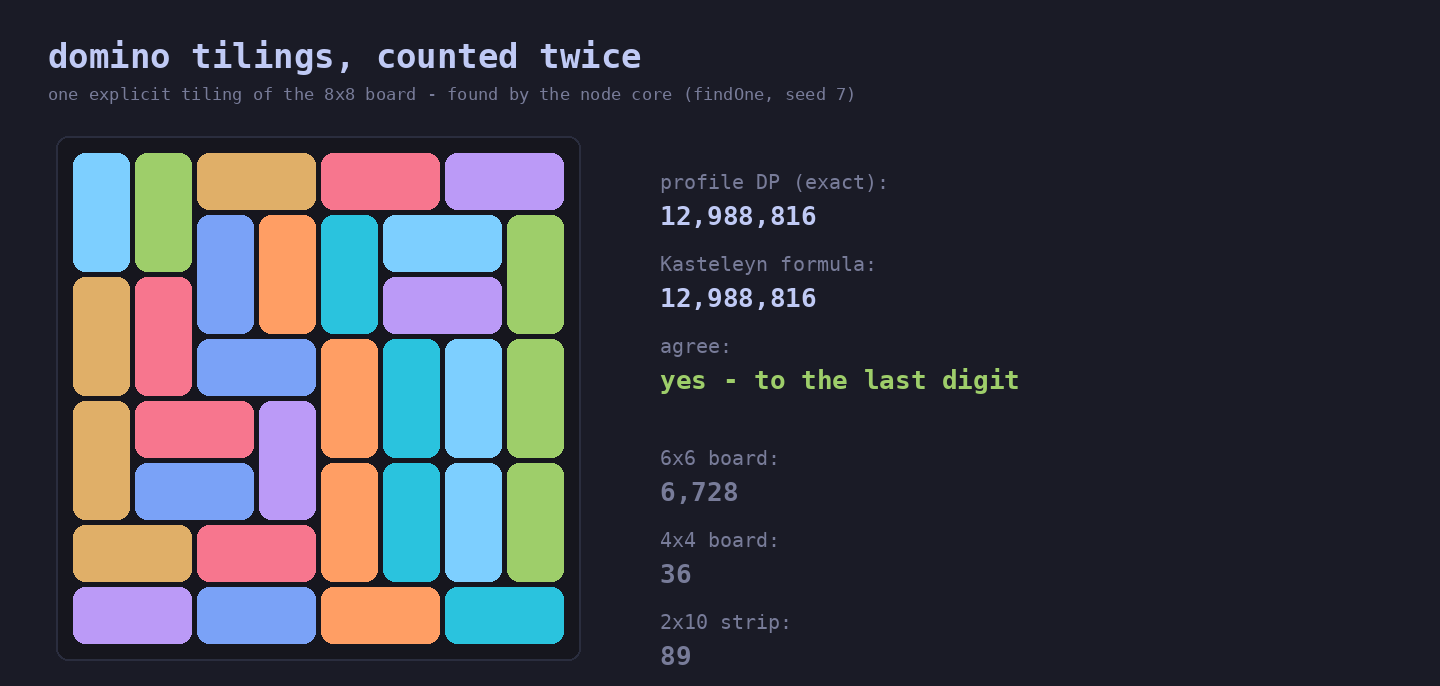 domino tilings, counted twice
one explicit tiling of the 8x8 board - found by the node core (findOne, seed 7)
profile DP (exact):
12,988,816
Kasteleyn formula:
12,988,816
agree:
yes - to the last digit
6x6 board:
6,728
4x4 board:
36
2x10 strip:
89